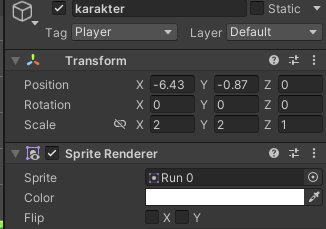 karakter Static
Tag Player Layer Default
Transform
Position X -6.43 Y -0.87 Z 0
Rotation X 0 Y 0 Z 0
Scale X 2 Y 2 Z 1
Sprite Renderer
Sprite Run 0
Color
Flip X Y